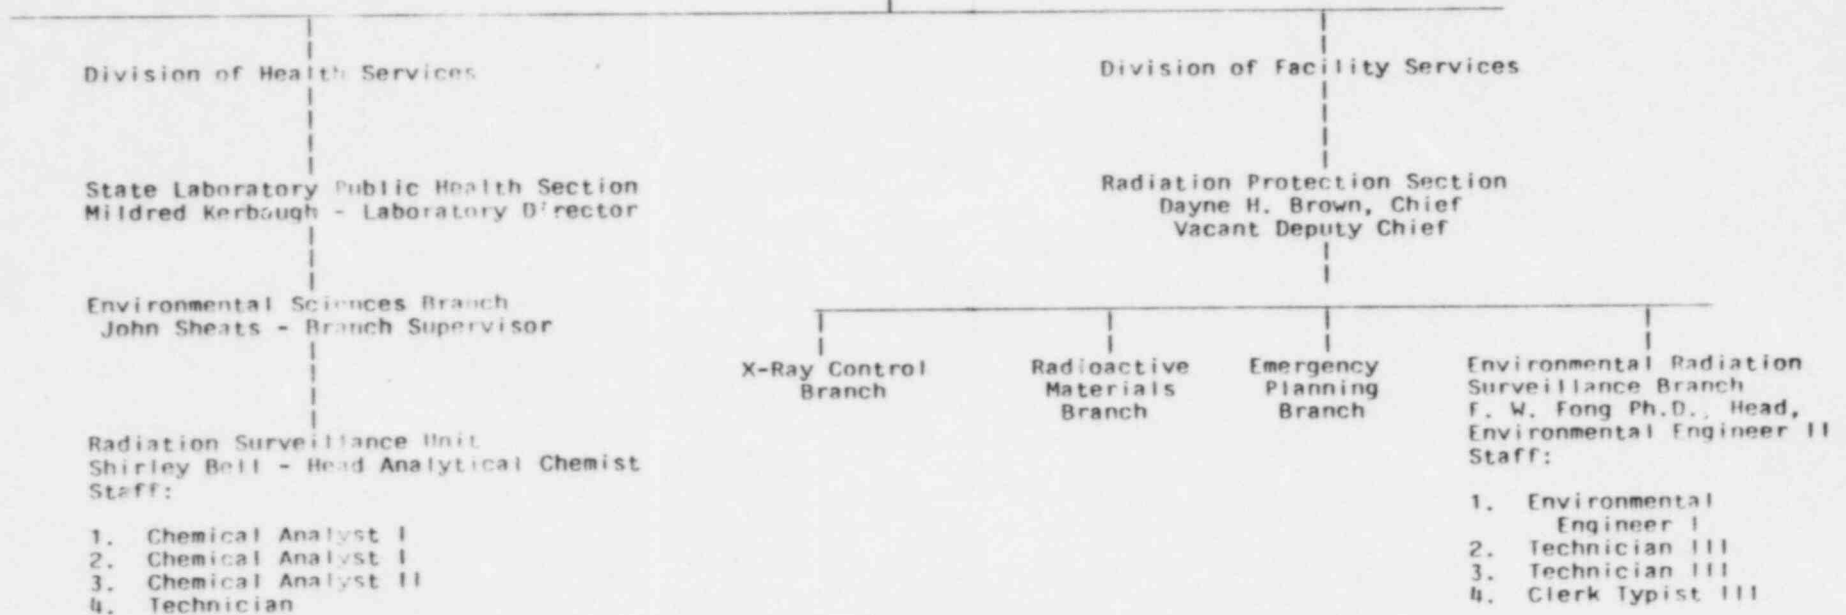 Division of Health Services
State Laboratory Public Health Section
Mildred Kerbaugh - Laboratory Director
Environmental Sciences Branch
John Sheats - Branch Supervisor
Radiation Surveillance Unit
Shirley Bell - Head Analytical Chemist
Staff:
1. Chemical Analyst I
2. Chemical Analyst I
3. Chemical Analyst II
4. Technician
Division of Facility Services
Radiation Protection Section
Dayne H. Brown, Chief
Vacant Deputy Chief
X-Ray Control
Branch
Radioactive
Materials
Branch
Emergency
Planning
Branch
Environmental Radiation
Surveillance Branch
F. W. Fong Ph.D., Head,
Environmental Engineer II
Staff:
1. Environmental
Engineer I
2. Technician III
3. Technician III
4. Clerk Typist III